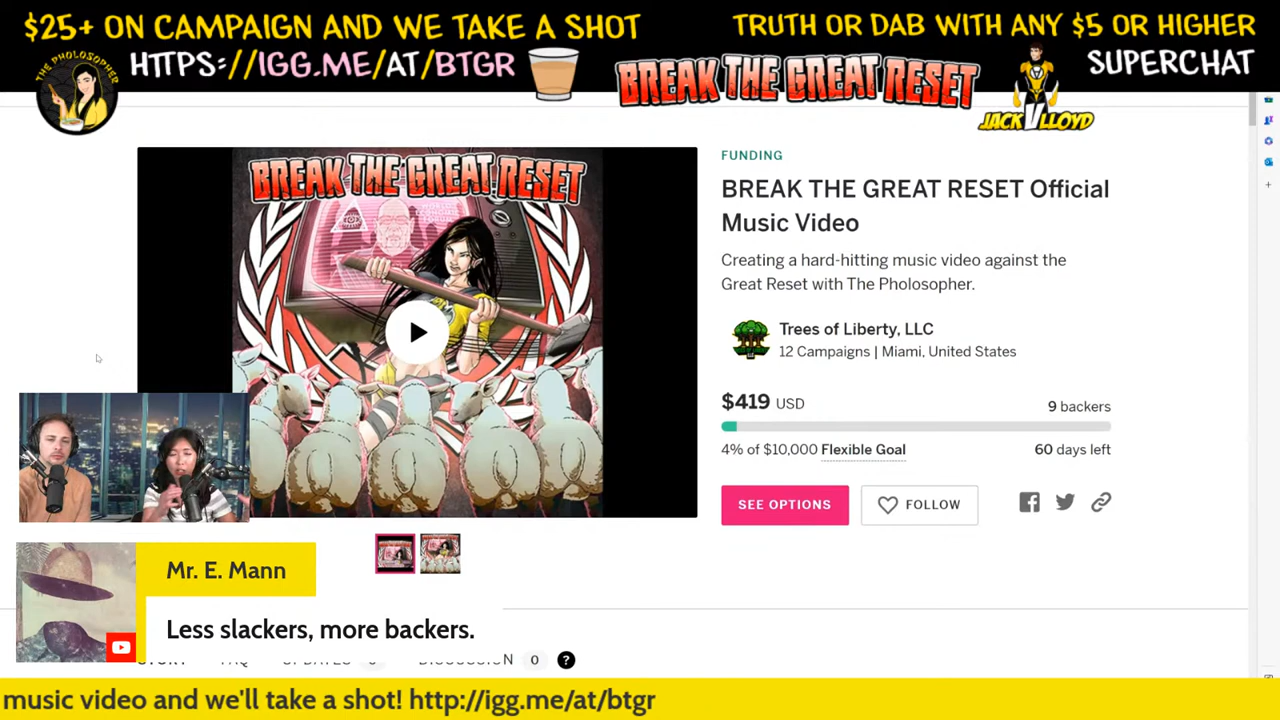 $25+ ON CAMPAIGN AND WE TAKE A SHOT
HTTPS://IGG.ME/AT/BTGR
THE PHOLOSOPHER
BREAK THE GREAT RESET
JACK V LLOYD
TRUTH OR DAB WITH ANY $5 OR HIGHER
SUPERCHAT
BREAK THE GREAT RESET
WORLD
ECONOMIC
FORUM
FUNDING
BREAK THE GREAT RESET Official
Music Video
Creating a hard-hitting music video against the
Great Reset with The Pholosopher.
Trees of Liberty, LLC
12 Campaigns | Miami, United States
$419 USD
9 backers
4% of $10,000 Flexible Goal
60 days left
SEE OPTIONS
FOLLOW
Mr. E. Mann
Less slackers, more backers.
0
?
music video and we'll take a shot! http://igg.me/at/btgr